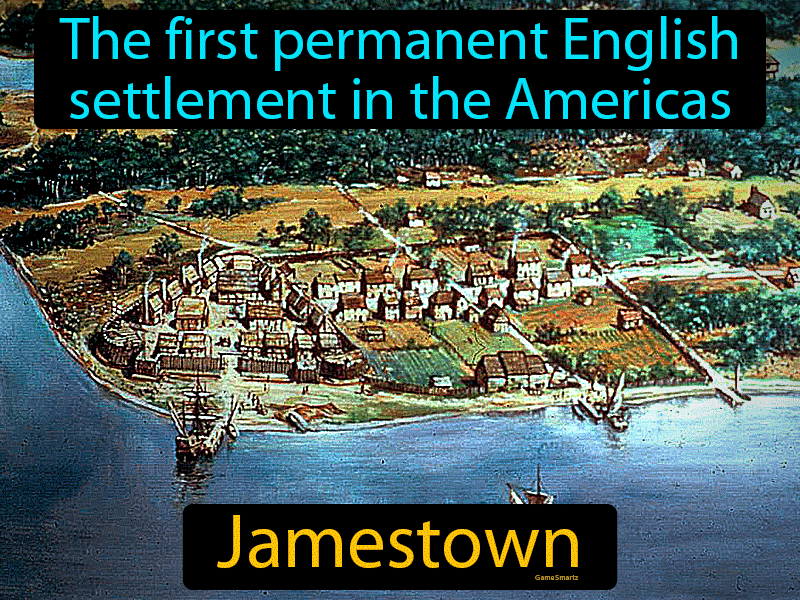 The first permanent English
settlement in the Americas
Jamestown
GameSmartz